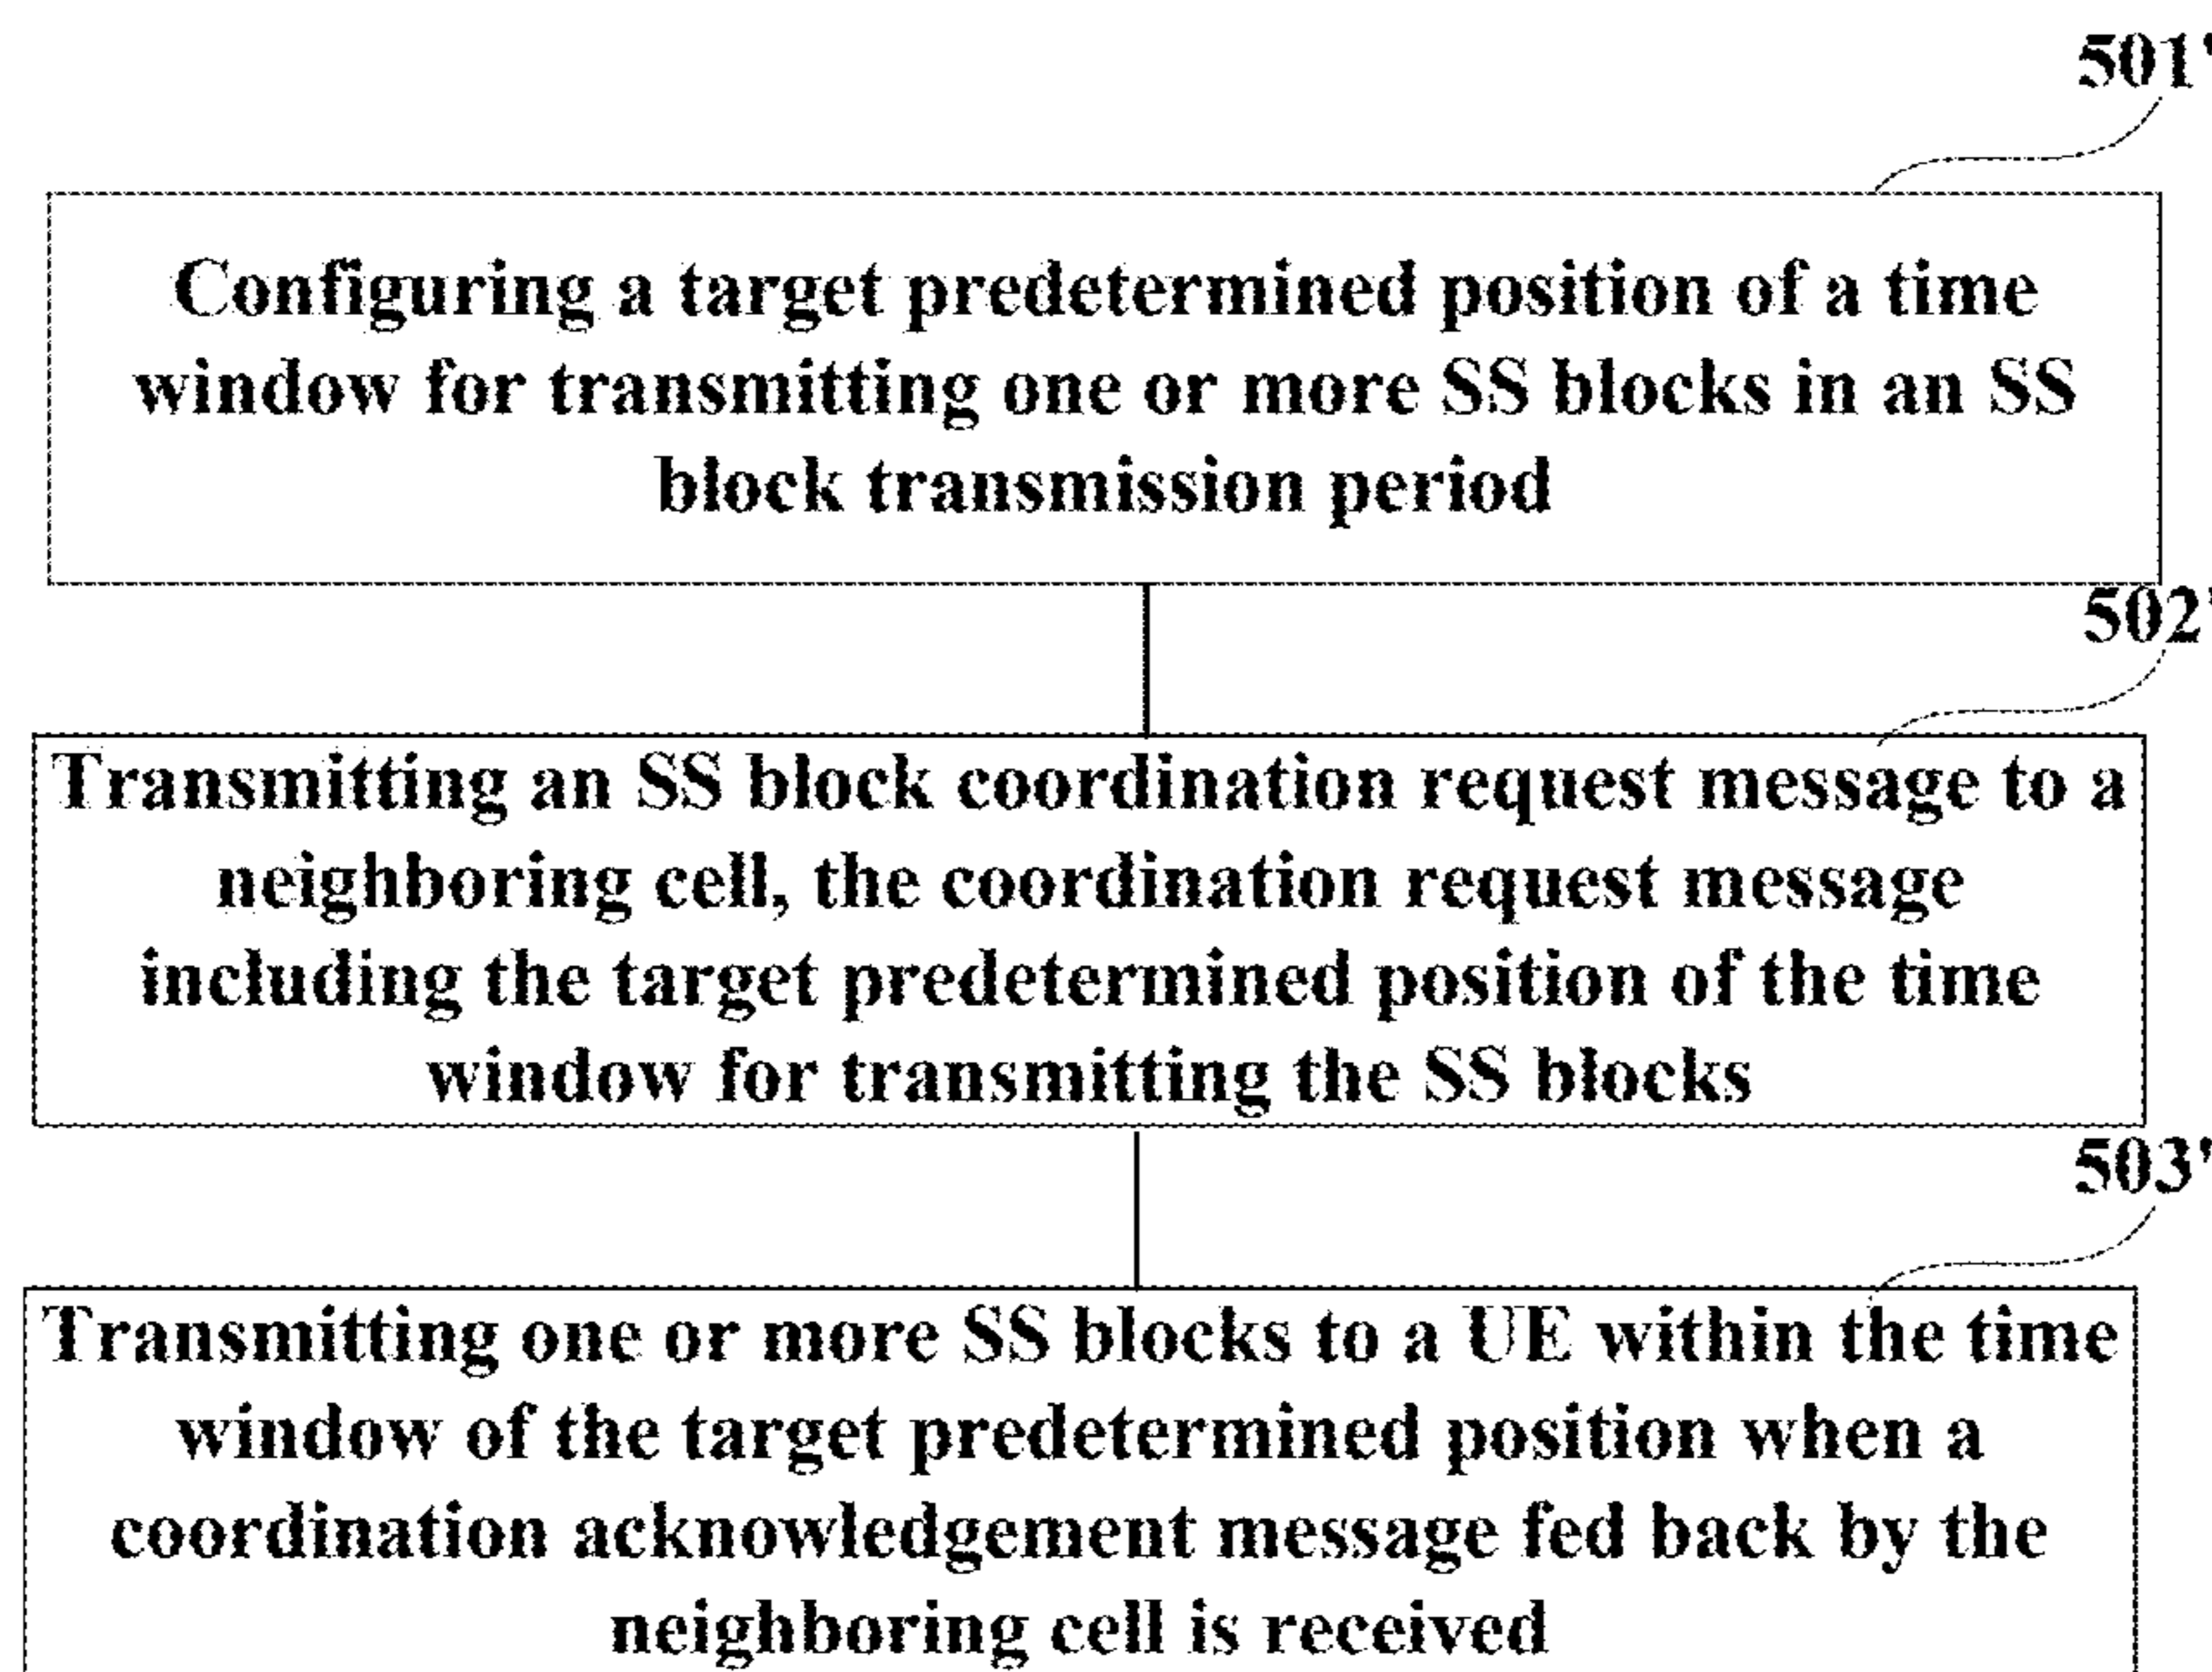 501'
Configuring a target predetermined position of a time
window for transmitting one or more SS blocks in an SS
block transmission period
502'
Transmitting an SS block coordination request message to a
neighboring cell, the coordination request message
including the target predetermined position of the time
window for transmitting the SS blocks
503'
Transmitting one or more SS blocks to a UE within the time
window of the target predetermined position when a
coordination acknowledgement message fed back by the
neighboring cell is received